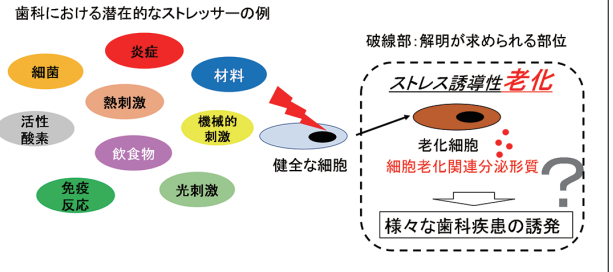 歯科における潜在的なストレッサーの例
炎症
細菌
材料
熱刺激
活性
酸素
機械的
刺激
飲食物
免疫
反応
光刺激
健全な細胞
破線部：解明が求められる部位
ストレス誘導性老化
老化細胞
細胞老化関連分泌形質
?
様々な歯科疾患の誘発